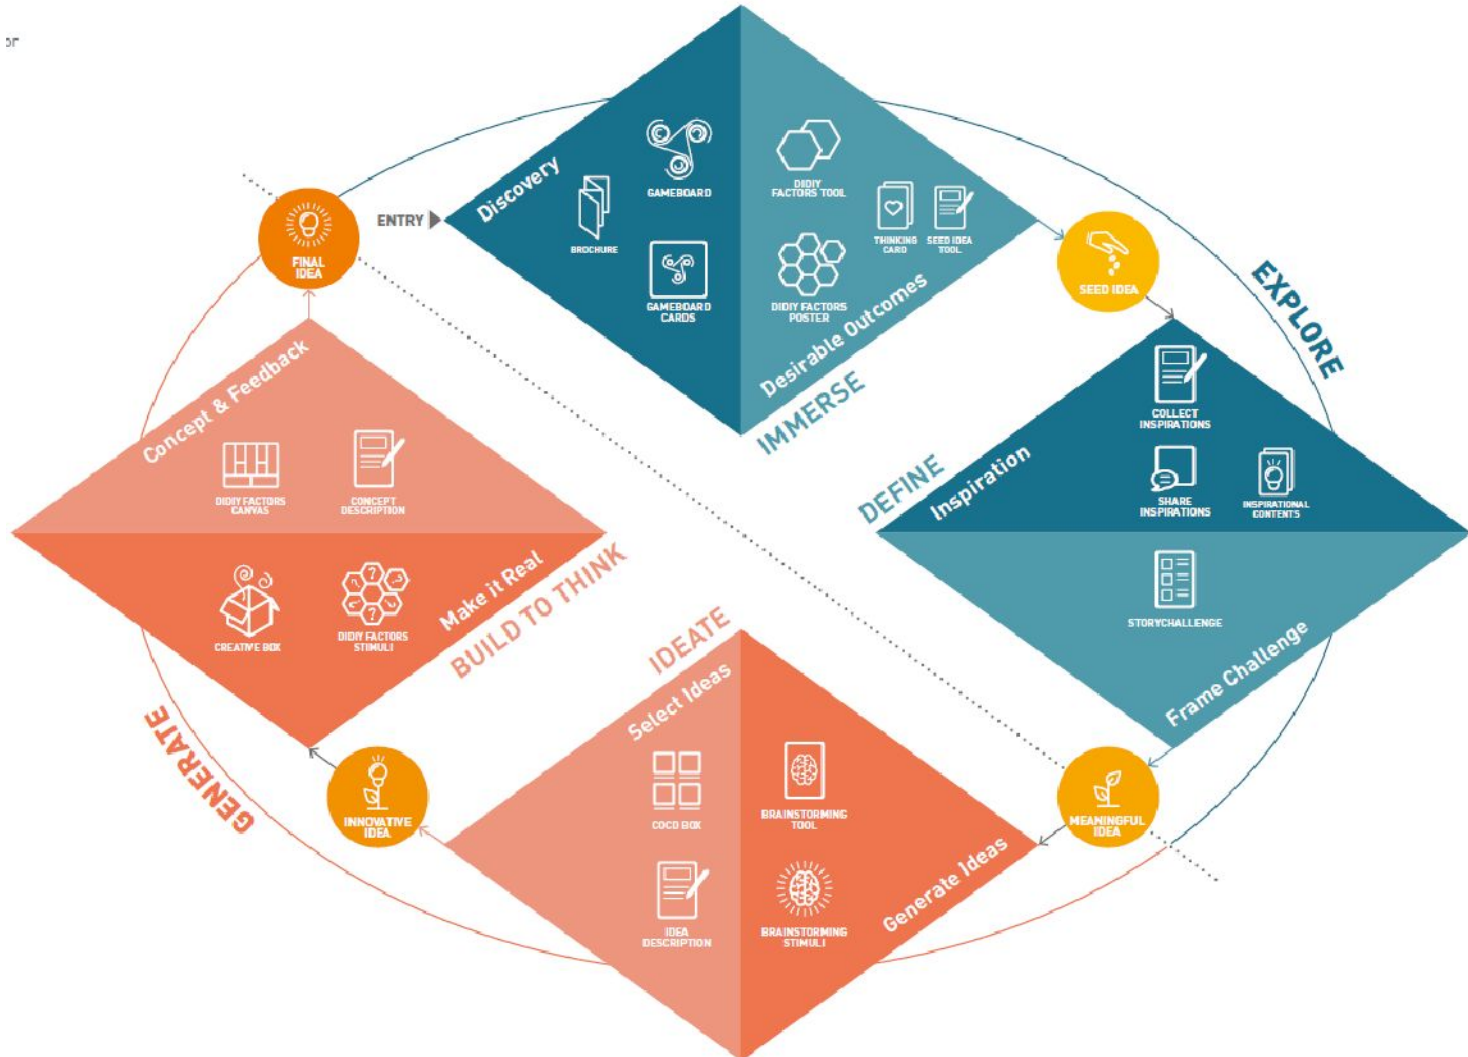 or
ENTRY
Discovery
BROCHURE
GAMEBOARD
GAMEBOARD
CARDS
DIDIY
FACTORS TOOL
THINKING
CARD
SEED IDEA
TOOL
DIDIY FACTORS
POSTER
Desirable Outcomes
IMMERSE
SEED IDEA
EXPLORE
DEFINE
Inspiration
COLLECT
INSPIRATIONS
SHARE
INSPIRATIONS
INSPIRATIONAL
CONTENTS
STORYCHALLENGE
Frame Challenge
MEANINGFUL
IDEA
Generate Ideas
BRAINSTORMING
TOOL
BRAINSTORMING
STIMULI
IDEATE
Select Ideas
COCO BOX
IDEA
DESCRIPTION
INNOVATIVE
IDEA
GENERATE
BUILD TO THINK
Make it Real
CREATIVE BOX
DIDIY FACTORS
STIMULI
Concept & Feedback
DIDIY FACTORS
CANVAS
CONCEPT
DESCRIPTION
FINAL
IDEA